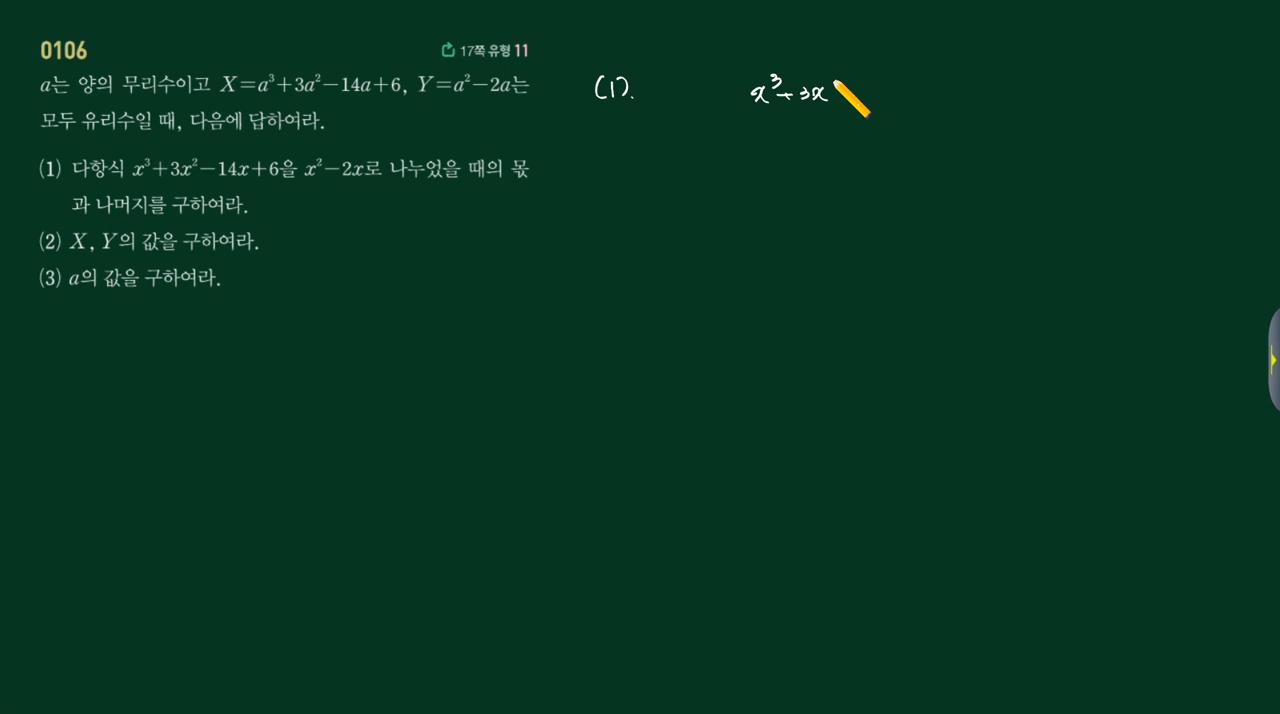 0106
17쪽 유형 11
a는 양의 무리수이고 X=a³+3a²-14a+6, Y=a²-2a는
모두 유리수일 때, 다음에 답하여라.
(1) 다항식 x³+3x²-14x+6을 x²-2x로 나누었을 때의 몫
과 나머지를 구하여라.
(2) X, Y의 값을 구하여라.
(3) a의 값을 구하여라.
(1). x³+3x